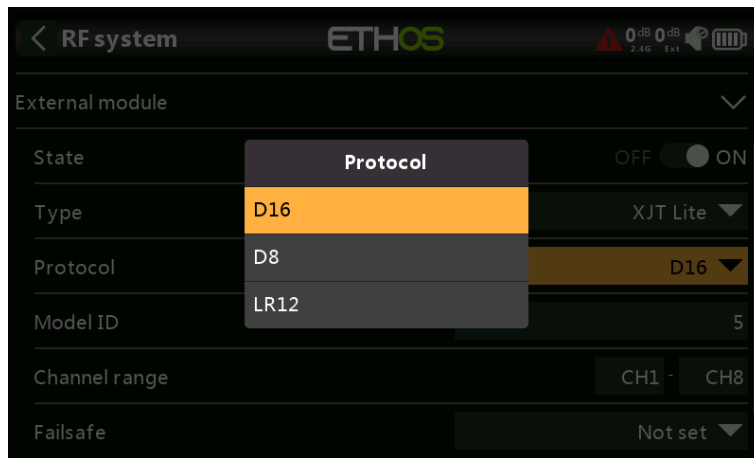 RF system ETHOS 0dB 0dB
2.4G Ext
External module
State OFF ON
Protocol
Type XJT Lite
D16
D8
Protocol D16
LR12
Model ID 5
Channel range CH1 - CH8
Failsafe Not set